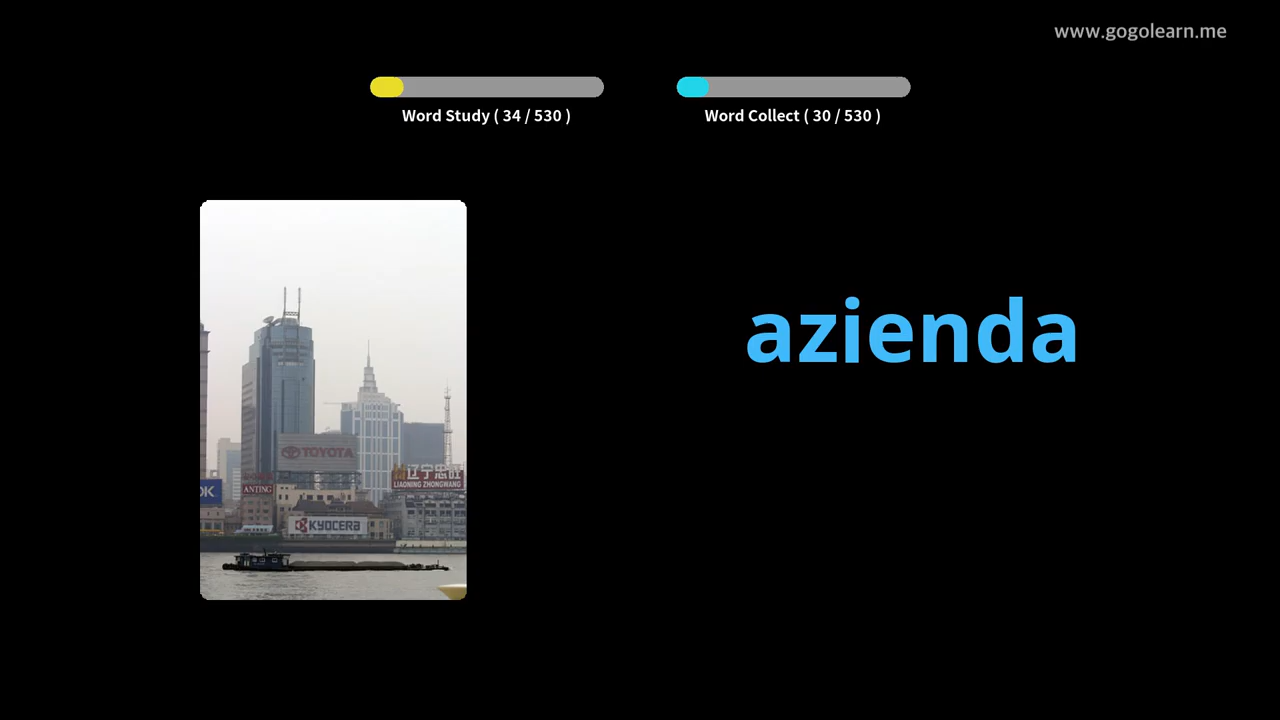 www.gogolearn.me
Word Study ( 34 / 530 )
Word Collect ( 30 / 530 )
azienda
TOYOTA
辽宁忠旺
LIAONING ZHONGWANG
OK
ANTING
KYOCERA